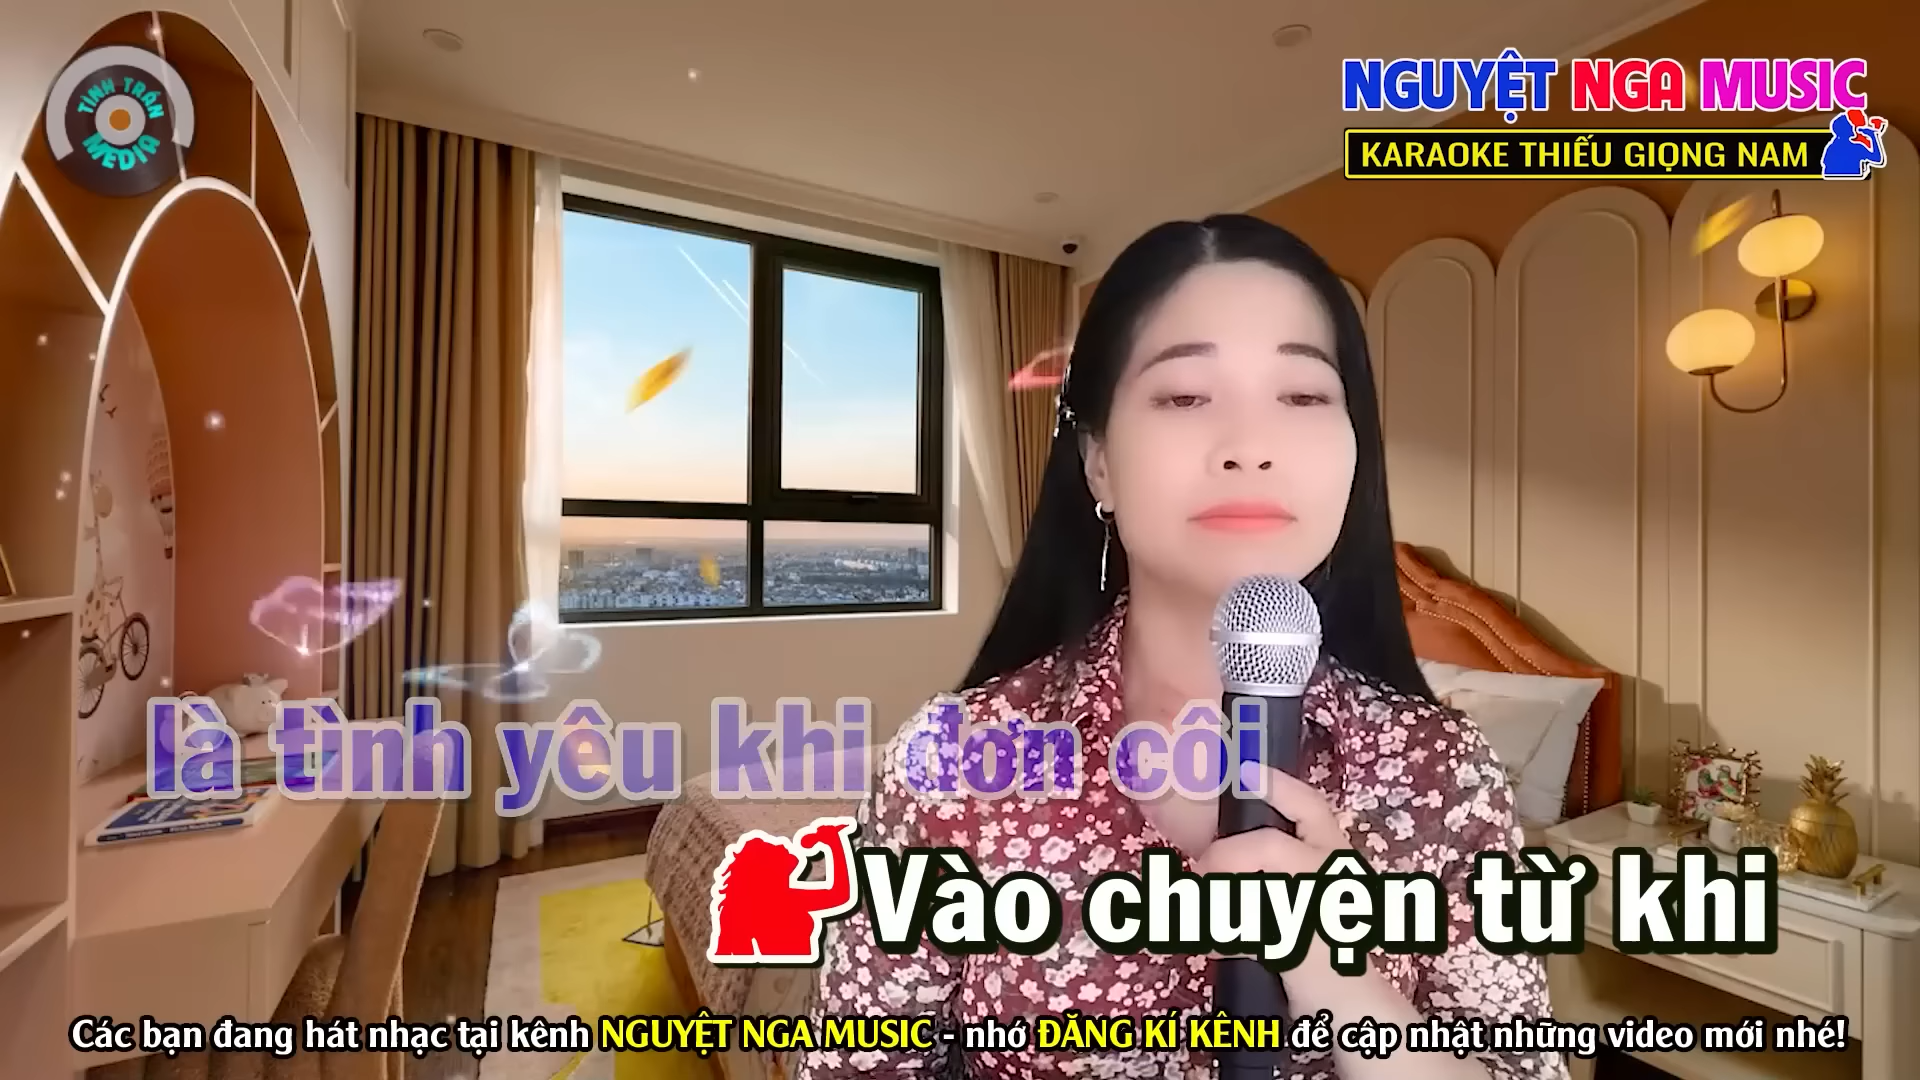 TÌNH TRẦN
MEDIA
NGUYỆT NGA MUSIC
KARAOKE THIẾU GIỌNG NAM
là tình yêu khi đơn côi
Vào chuyện từ khi
Các bạn đang hát nhạc tại kênh NGUYỆT NGA MUSIC - nhớ ĐĂNG KÍ KÊNH để cập nhật những video mới nhé!